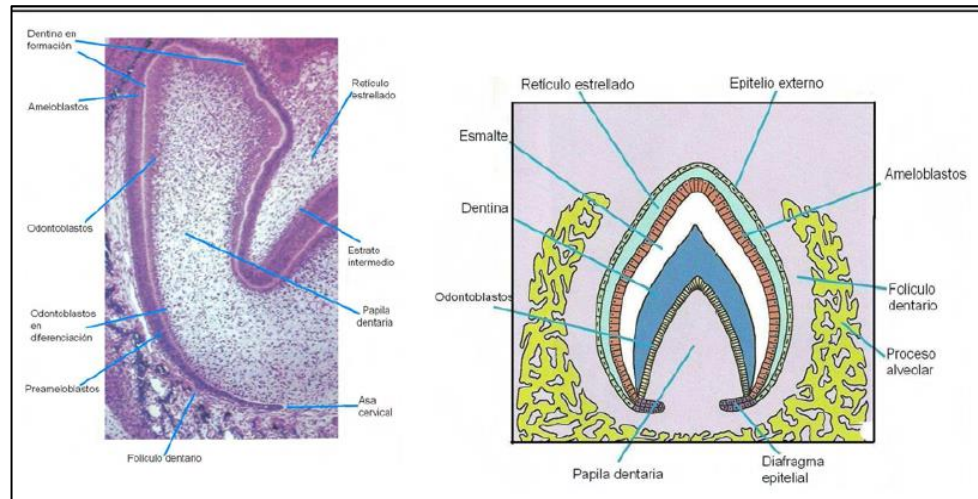 Dentina en
formación
Ameloblastos
Odontoblastos
Odontoblastos
en
diferenciación
Preameloblastos
Folículo dentario
Retículo
estrellado
Estrato
intermedio
Papila
dentaria
Asa
cervical
Retículo estrellado
Epitelio externo
Esmalte
Ameloblastos
Dentina
Odontoblastos
Folículo
dentario
Proceso
alveolar
Papila dentaria
Diafragma
epitelial